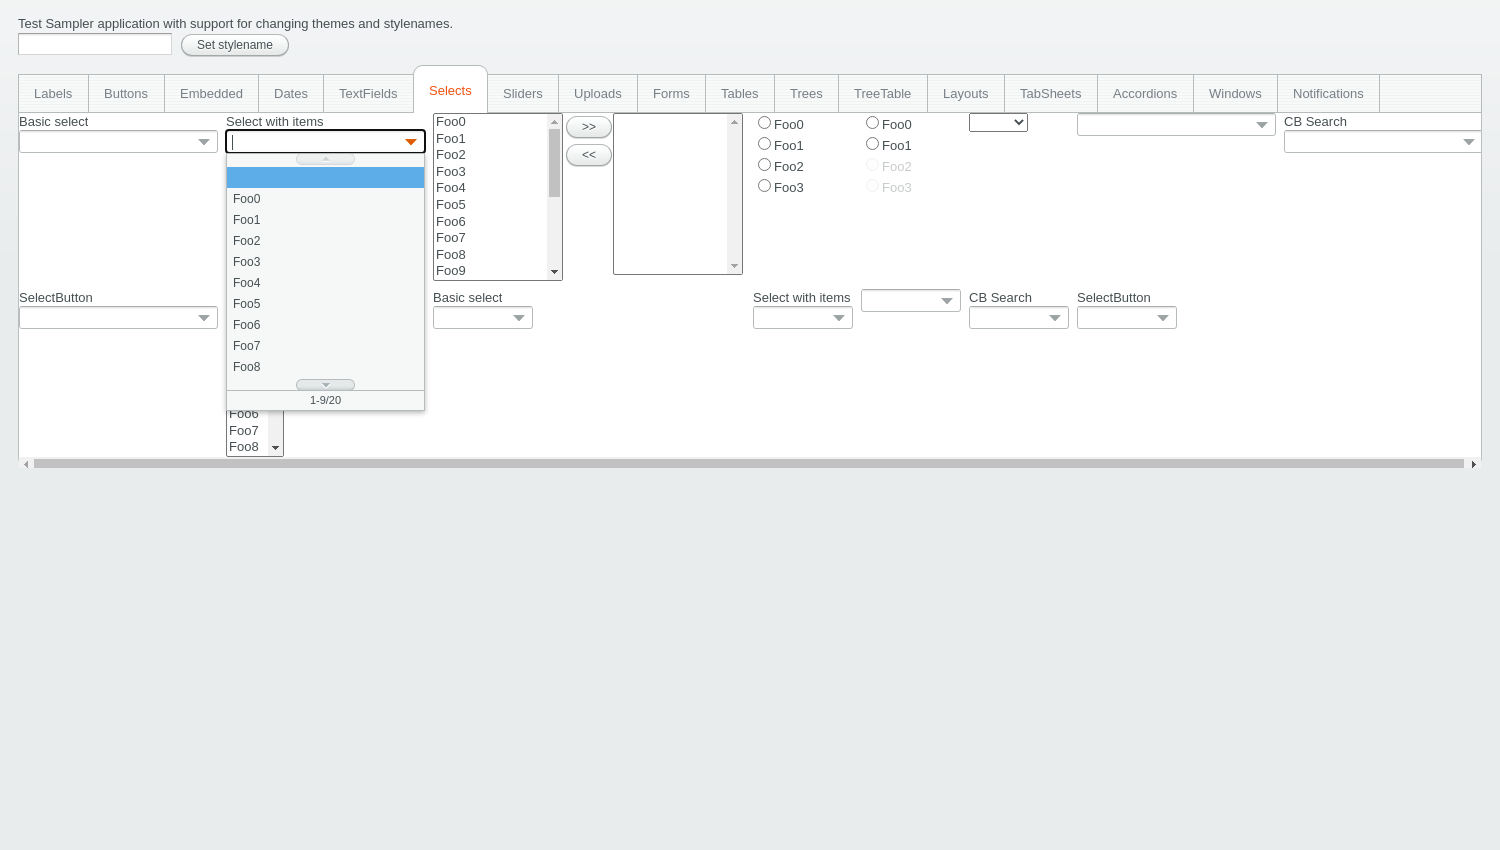 Test Sampler application with support for changing themes and stylenames.
Set stylename
Labels Buttons Embedded Dates TextFields Selects Sliders Uploads Forms Tables Trees TreeTable Layouts TabSheets Accordions Windows Notifications
Basic select
Select with items
Foo0
Foo1
Foo2
Foo3
Foo4
Foo5
Foo6
Foo7
Foo8
1-9/20
Foo0
Foo1
Foo2
Foo3
Foo4
Foo5
Foo6
Foo7
Foo8
Foo9
>>
<<
Foo0
Foo1
Foo2
Foo3
Foo0
Foo1
Foo2
Foo3
CB Search
SelectButton
Foo6
Foo7
Foo8
Basic select
Select with items
CB Search
SelectButton